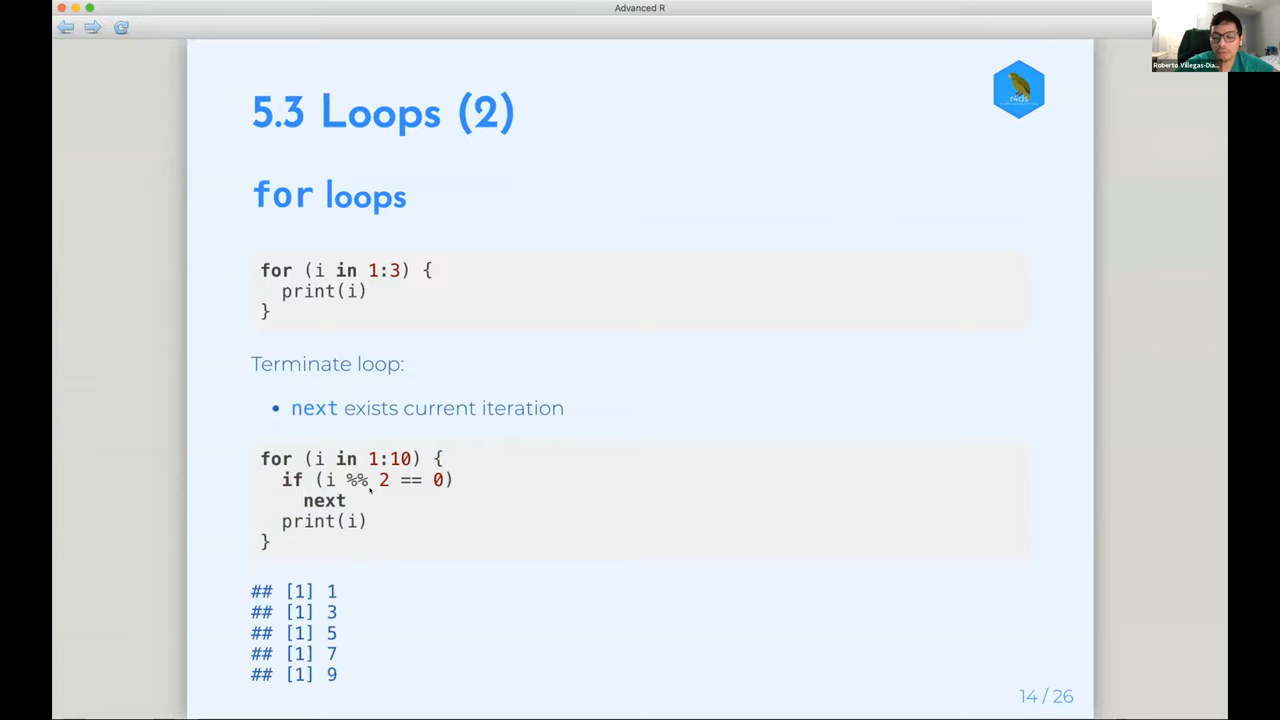 Advanced R
Roberto Villegas-Dia...
5.3 Loops (2)
r4ds
for loops
for (i in 1:3) {
print(i)
}
Terminate loop:
• next exists current iteration
for (i in 1:10) {
if (i %% 2 == 0)
next
print(i)
}
## [1] 1
## [1] 3
## [1] 5
## [1] 7
## [1] 9
14 / 26